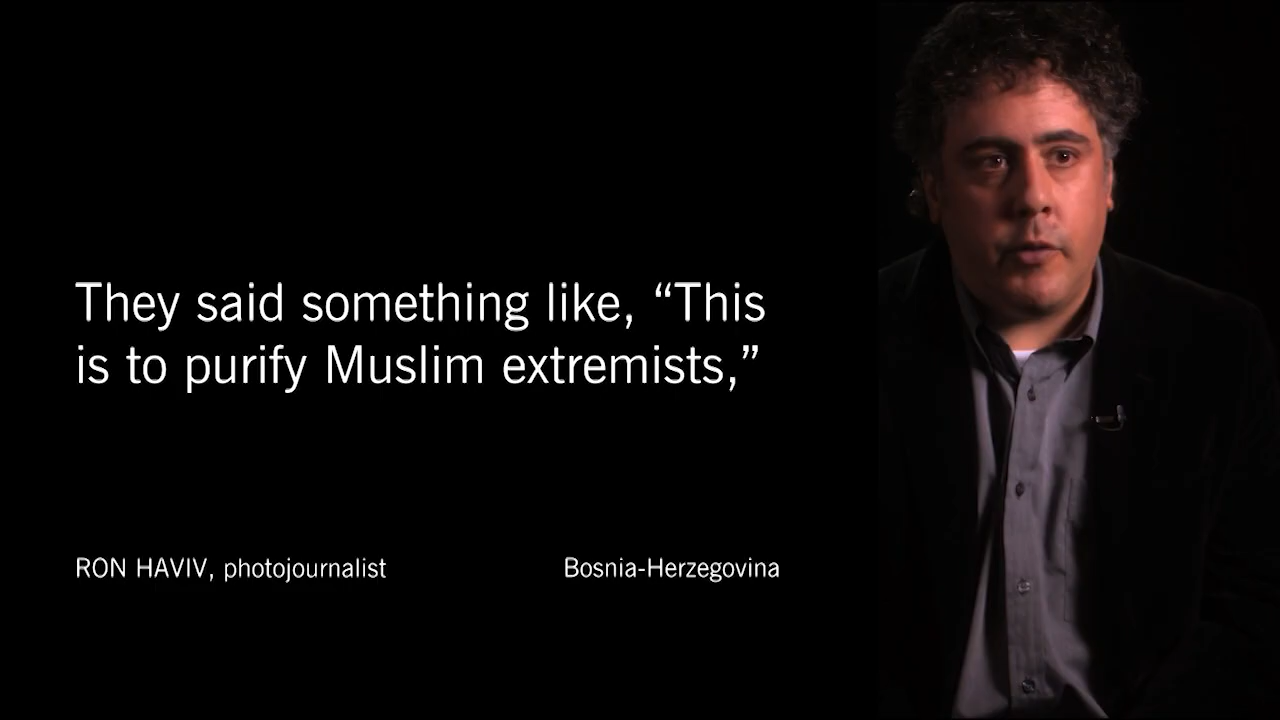 They said something like, “This
is to purify Muslim extremists,”
RON HAVIV, photojournalist
Bosnia-Herzegovina